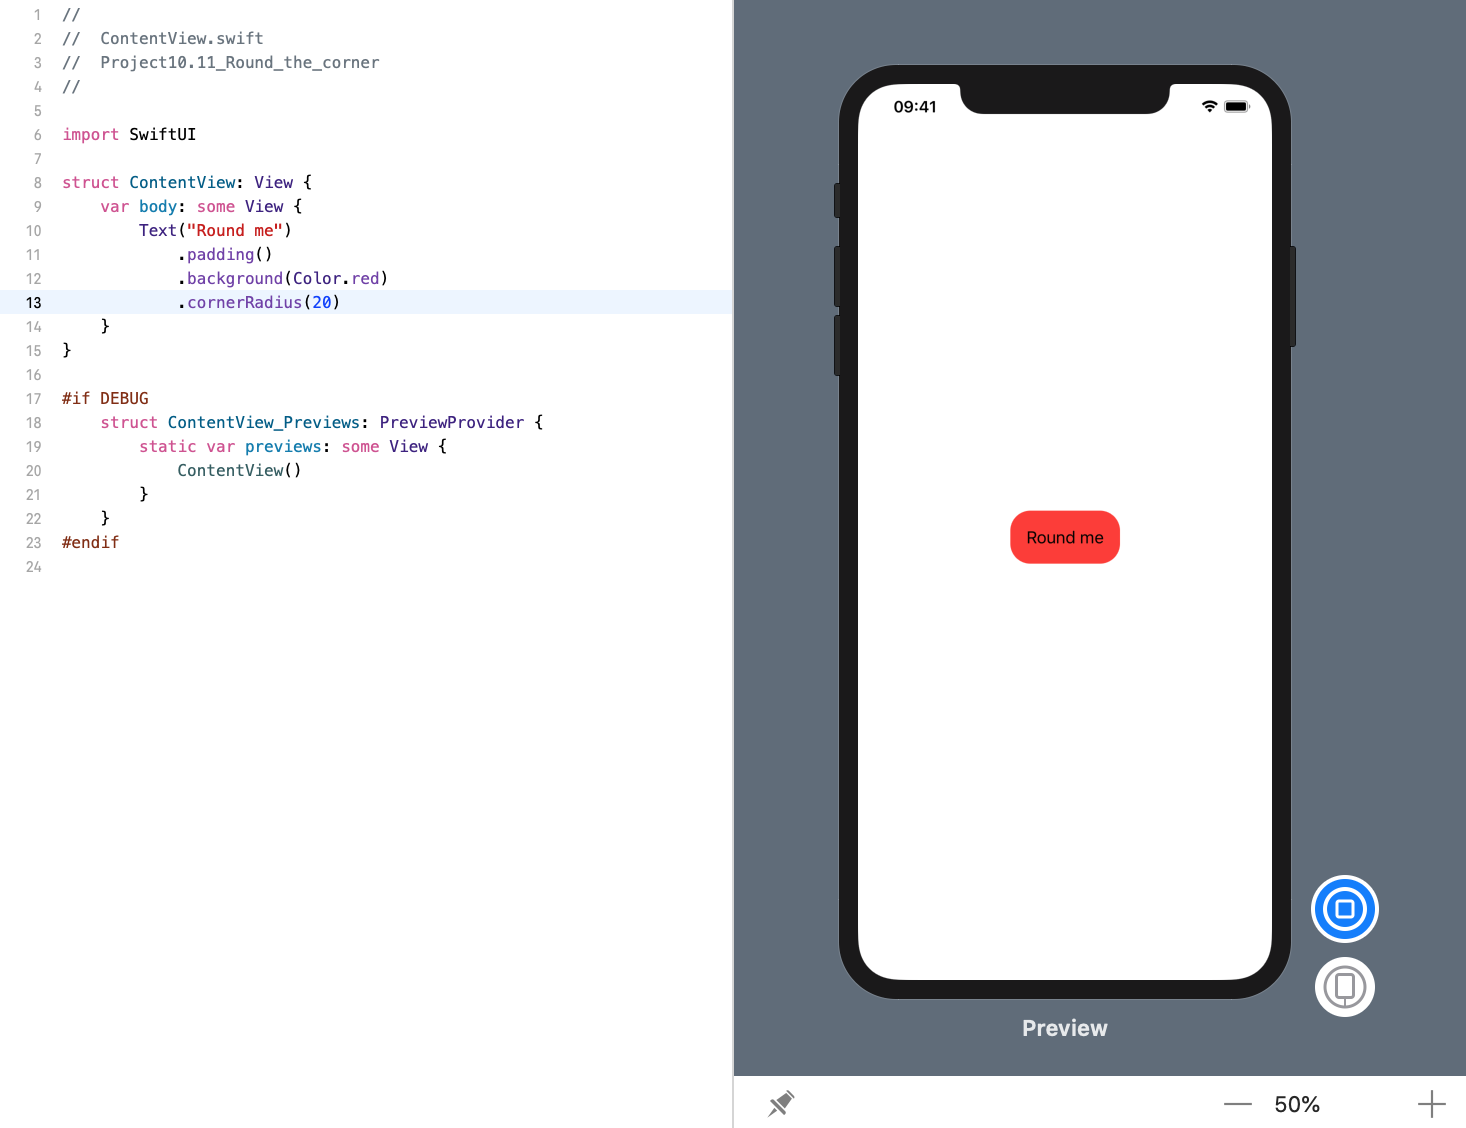 1 //
2 //  ContentView.swift
3 //  Project10.11_Round_the_corner
4 //
5
6 import SwiftUI
7
8 struct ContentView: View {
9     var body: some View {
10         Text("Round me")
11             .padding()
12             .background(Color.red)
13             .cornerRadius(20)
14     }
15 }
16
17 #if DEBUG
18     struct ContentView_Previews: PreviewProvider {
19         static var previews: some View {
20             ContentView()
21         }
22     }
23 #endif
24
09:41
Round me
Preview
50%